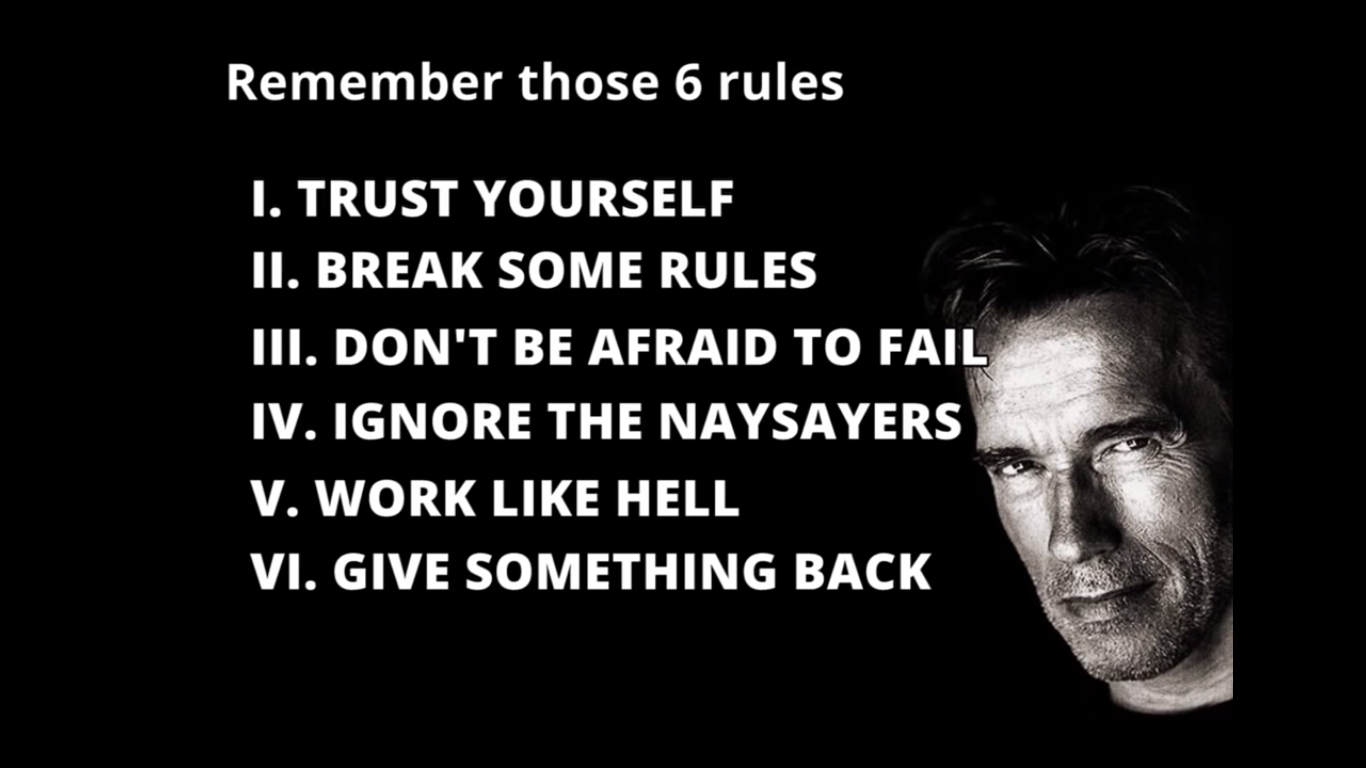 Remember those 6 rules
I. TRUST YOURSELF
II. BREAK SOME RULES
III. DON'T BE AFRAID TO FAIL
IV. IGNORE THE NAYSAYERS
V. WORK LIKE HELL
VI. GIVE SOMETHING BACK